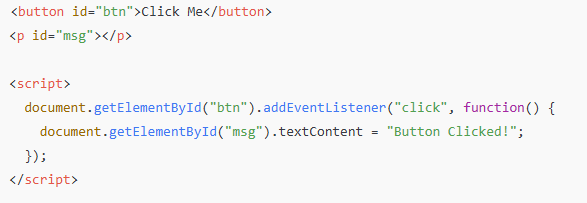 <button id="btn">Click Me</button>
<p id="msg"></p>

<script>
  document.getElementById("btn").addEventListener("click", function() {
    document.getElementById("msg").textContent = "Button Clicked!";
  });
</script>